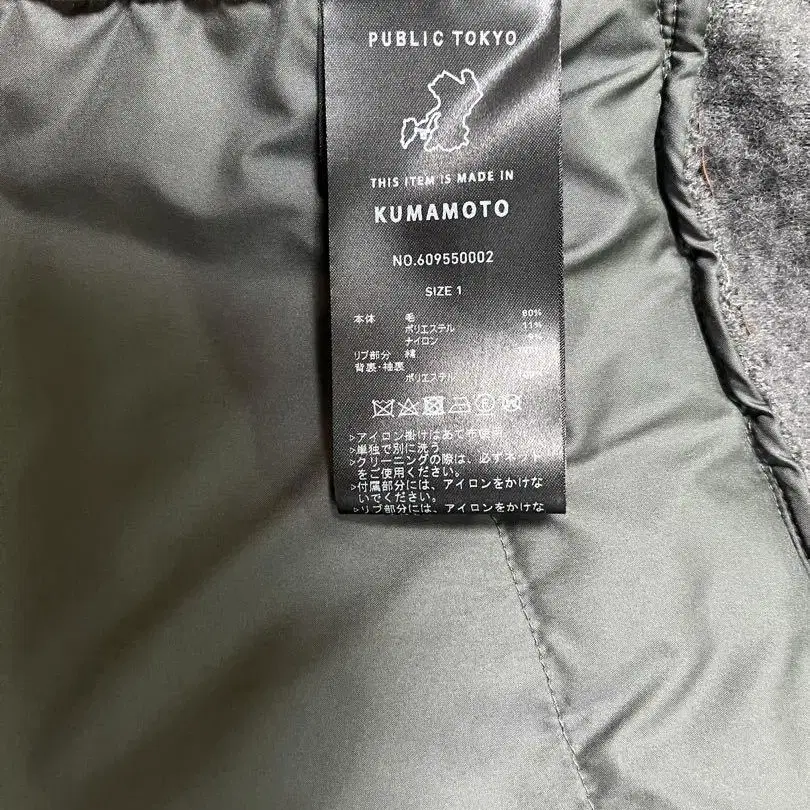 PUBLIC TOKYO
THIS ITEM IS MADE IN
KUMAMOTO
NO.609550002
SIZE 1
本体 毛 80%
ポリエステル 11%
ナイロン
リブ部分 綿
背裏・袖裏
ポリエステル
>アイロン掛けはあて布使用
>単独で別に洗う
>クリーニングの際は、必ずネット
をご使用ください。
>付属部分には、アイロンをかけな
いでください。
>リブ部分には、アイロンをかけな